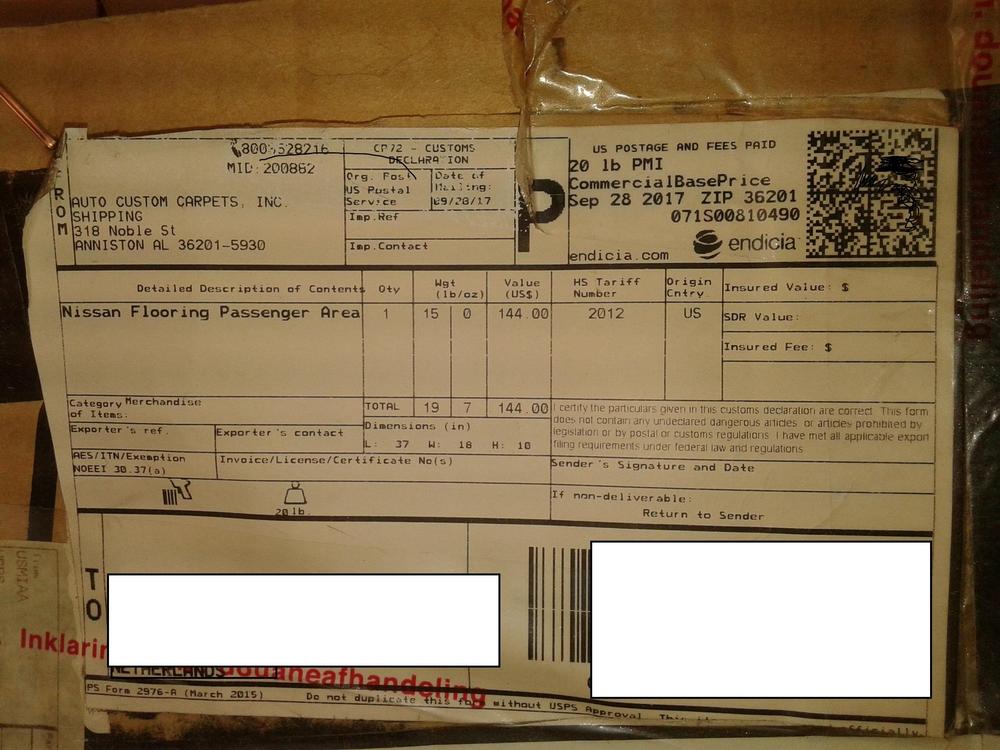 8005528216
MID: 200882
FROM
AUTO CUSTOM CARPETS, INC.
SHIPPING
318 Noble St
ANNISTON AL 36201-5930
CP72 - CUSTOMS
DECLARATION
Org. Post
US Postal
Service
Date of
Mailing:
09/28/17
Imp.Ref
Imp.Contact
P
US POSTAGE AND FEES PAID
20 lb PMI
CommercialBasePrice
Sep 28 2017 ZIP 36201
071S00810490
endicia
endicia.com
Detailed Description of Contents Qty Wgt (lb/oz) Value (US$) HS Tariff Number Origin Cntry.
Nissan Flooring Passenger Area 1 15 0 144.00 2012 US
Insured Value: $
SDR Value:
Insured Fee: $
Category Merchandise
of Items:
TOTAL 19 7 144.00
Exporter's ref.
Exporter's contact
Dimensions (in)
L: 37 W: 18 H: 10
I certify the particulars given in this customs declaration are correct. This form
does not contain any undeclared dangerous articles, or articles prohibited by
legislation or by postal or customs regulations. I have met all applicable export
filing requirements under federal law and regulations
AES/ITN/Exemption
NOEEI 30.37(a)
Invoice/License/Certificate No(s)
Sender's Signature and Date
20 lb.
If non-deliverable:
Return to Sender
TO
NETHERLANDS
Inklarin
douaneafhandeling
PS Form 2976-A (March 2015) Do not duplicate this form without USPS Approval
officially
USMIAA